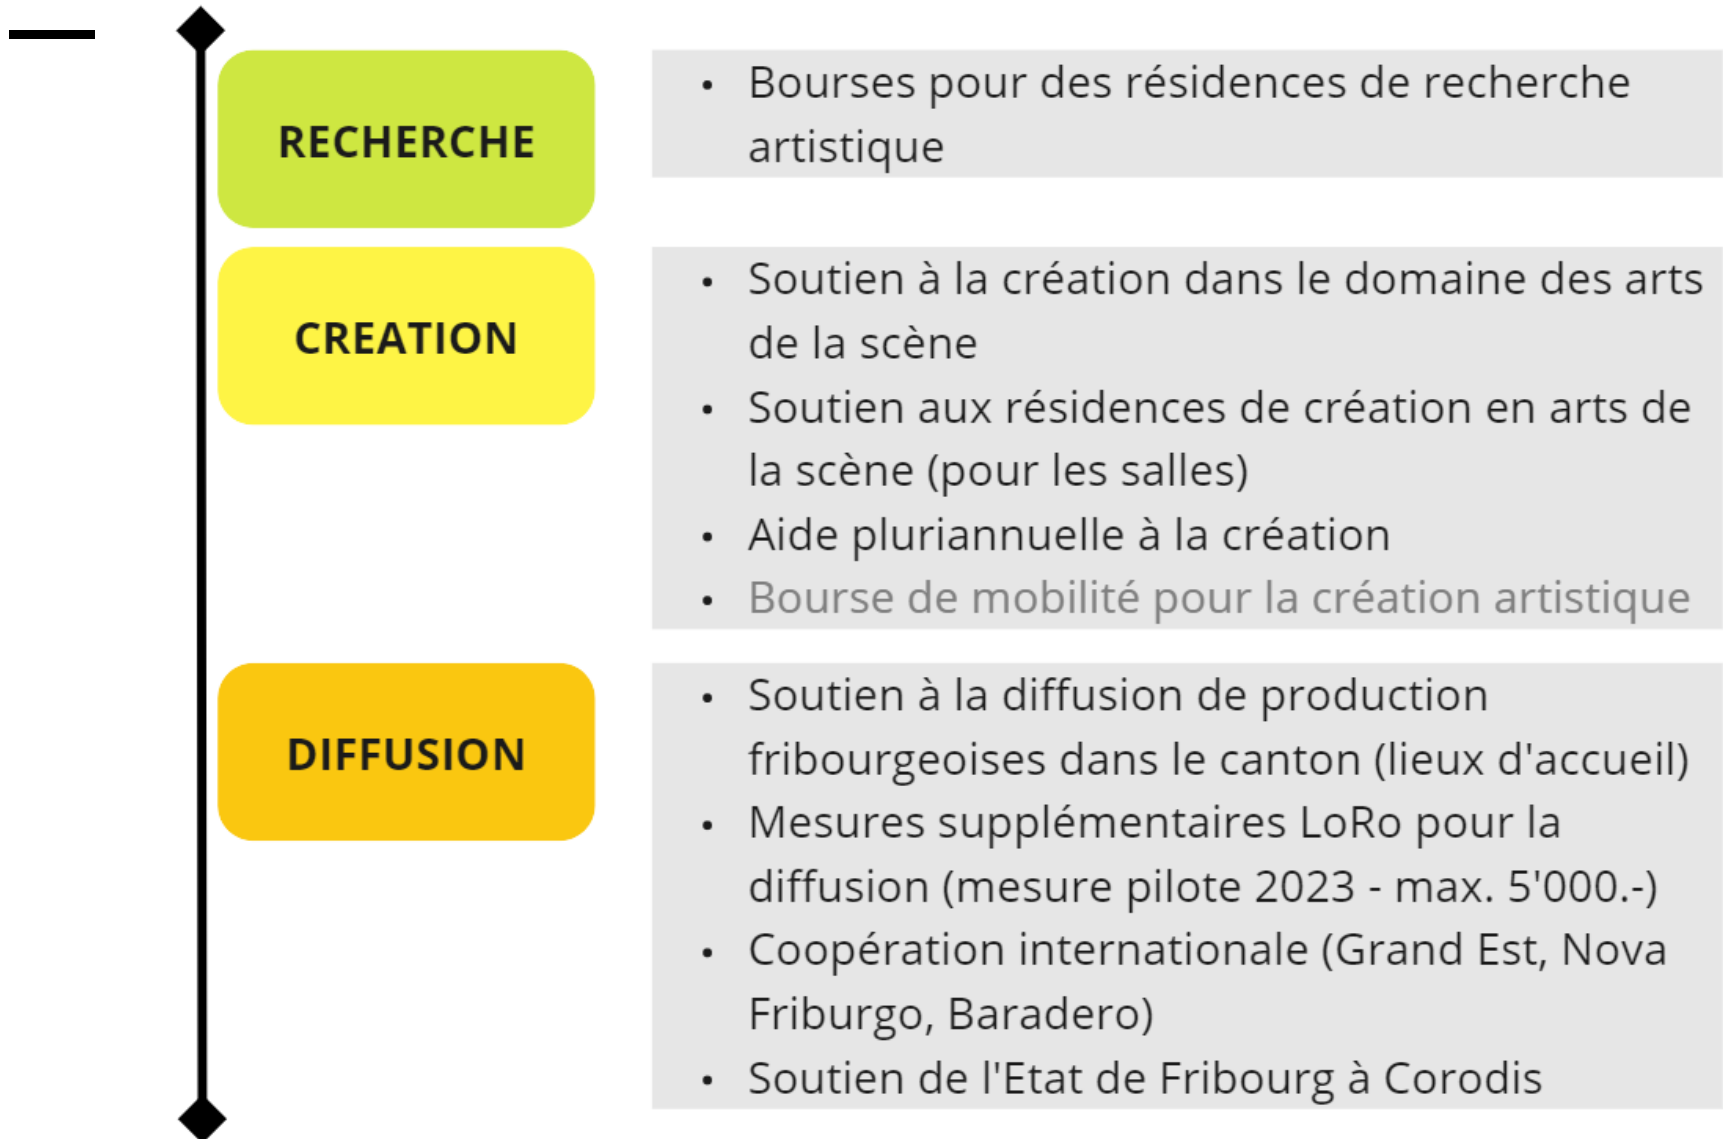 RECHERCHE
• Bourses pour des résidences de recherche
artistique
CREATION
• Soutien à la création dans le domaine des arts
de la scène
• Soutien aux résidences de création en arts de
la scène (pour les salles)
• Aide pluriannuelle à la création
• Bourse de mobilité pour la création artistique
DIFFUSION
• Soutien à la diffusion de production
fribourgeoises dans le canton (lieux d'accueil)
• Mesures supplémentaires LoRo pour la
diffusion (mesure pilote 2023 - max. 5'000.-)
• Coopération internationale (Grand Est, Nova
Friburgo, Baradero)
• Soutien de l'Etat de Fribourg à Corodis